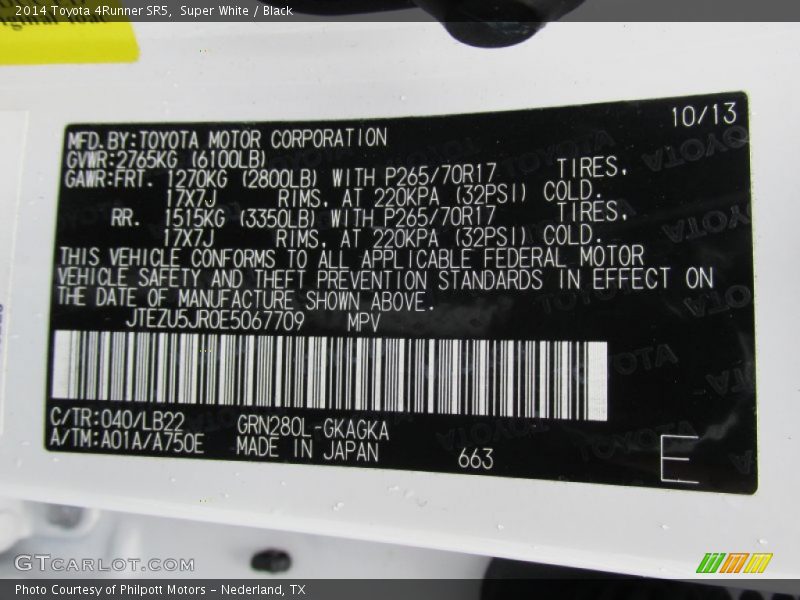 2014 Toyota 4Runner SR5, Super White / Black
10/13
MFD.BY:TOYOTA MOTOR CORPORATION
GVWR:2765KG (6100LB)
GAWR:FRT. 1270KG (2800LB) WITH P265/70R17 TIRES,
17X7J RIMS, AT 220KPA (32PSI) COLD.
RR. 1515KG (3350LB) WITH P265/70R17 TIRES,
17X7J RIMS, AT 220KPA (32PSI) COLD.
THIS VEHICLE CONFORMS TO ALL APPLICABLE FEDERAL MOTOR
VEHICLE SAFETY AND THEFT PREVENTION STANDARDS IN EFFECT ON
THE DATE OF MANUFACTURE SHOWN ABOVE.
JTEZU5JR0E5067709 MPV
C/TR:040/LB22 GRN280L-GKAGKA
A/TM:A01A/A750E MADE IN JAPAN
663
E
GTCARLOT.COM
Photo Courtesy of Philpott Motors - Nederland, TX